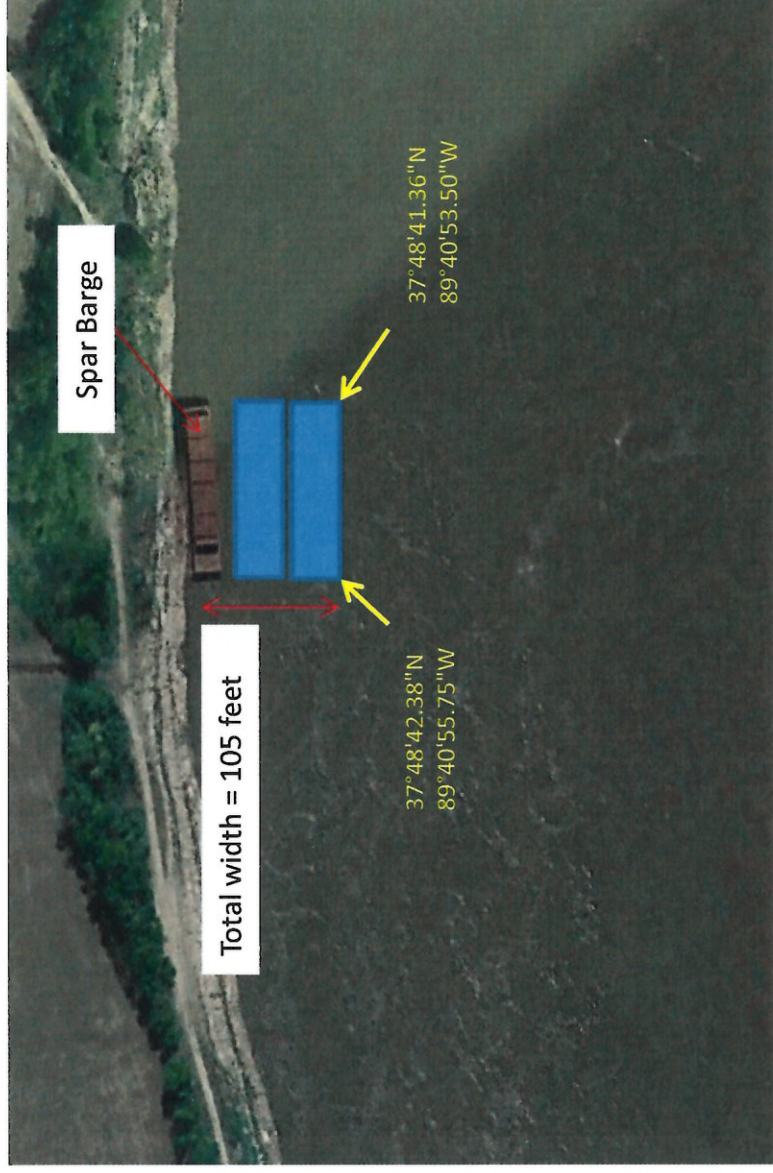 Spar Barge
Total width = 105 feet
37°48'41.36"N
89°40'53.50"W
37°48'42.38"N
89°40'55.75"W